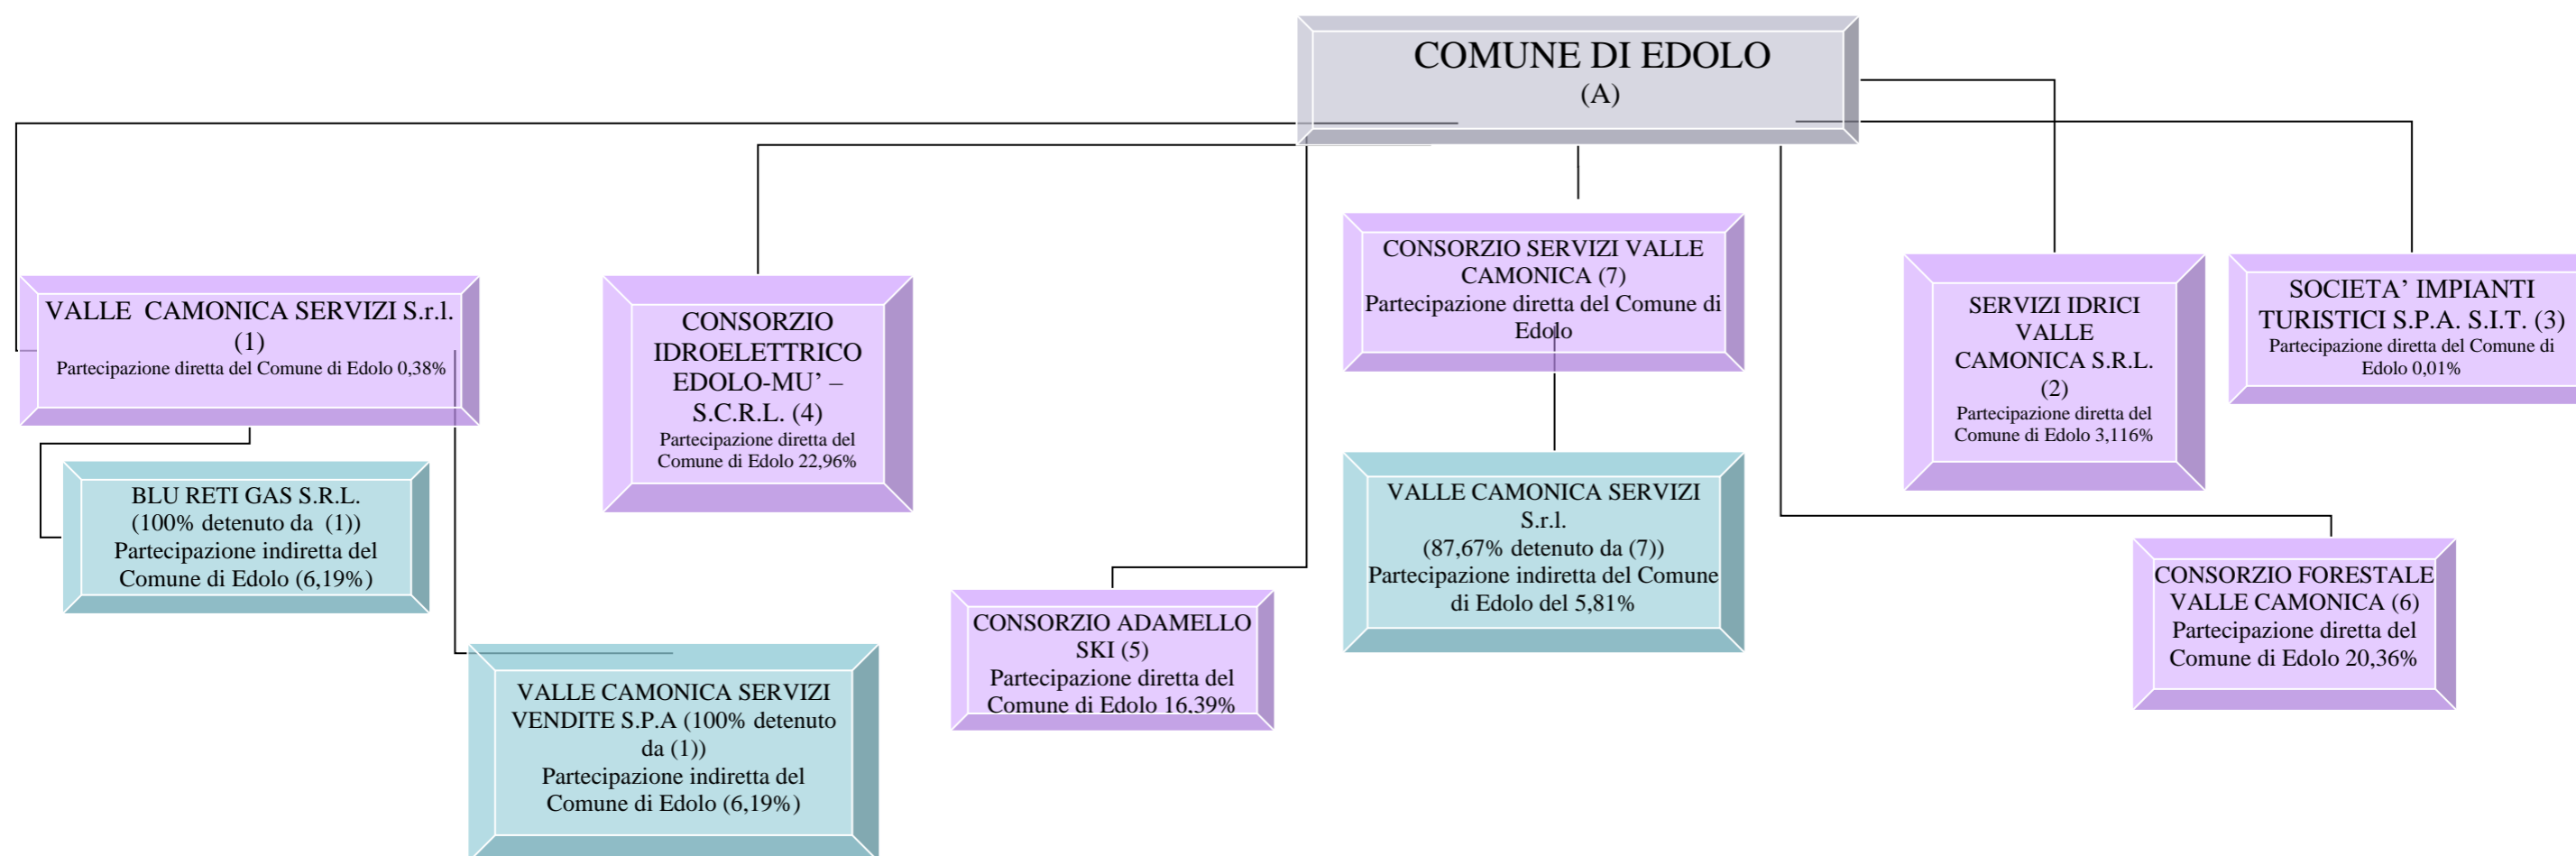 COMUNE DI EDOLO
(A)
VALLE CAMONICA SERVIZI S.r.l.
(1)
Partecipazione diretta del Comune di Edolo 0,38%
CONSORZIO
IDROELETTRICO
EDOLO-MU’ –
S.C.R.L. (4)
Partecipazione diretta del
Comune di Edolo 22,96%
CONSORZIO SERVIZI VALLE
CAMONICA (7)
Partecipazione diretta del Comune di
Edolo
SERVIZI IDRICI
VALLE
CAMONICA S.R.L.
(2)
Partecipazione diretta del
Comune di Edolo 3,116%
SOCIETA’ IMPIANTI
TURISTICI S.P.A. S.I.T. (3)
Partecipazione diretta del Comune di
Edolo 0,01%
BLU RETI GAS S.R.L.
(100% detenuto da (1))
Partecipazione indiretta del
Comune di Edolo (6,19%)
VALLE CAMONICA SERVIZI
VENDITE S.P.A (100% detenuto
da (1))
Partecipazione indiretta del
Comune di Edolo (6,19%)
CONSORZIO ADAMELLO
SKI (5)
Partecipazione diretta del
Comune di Edolo 16,39%
VALLE CAMONICA SERVIZI
S.r.l.
(87,67% detenuto da (7))
Partecipazione indiretta del Comune
di Edolo del 5,81%
CONSORZIO FORESTALE
VALLE CAMONICA (6)
Partecipazione diretta del
Comune di Edolo 20,36%